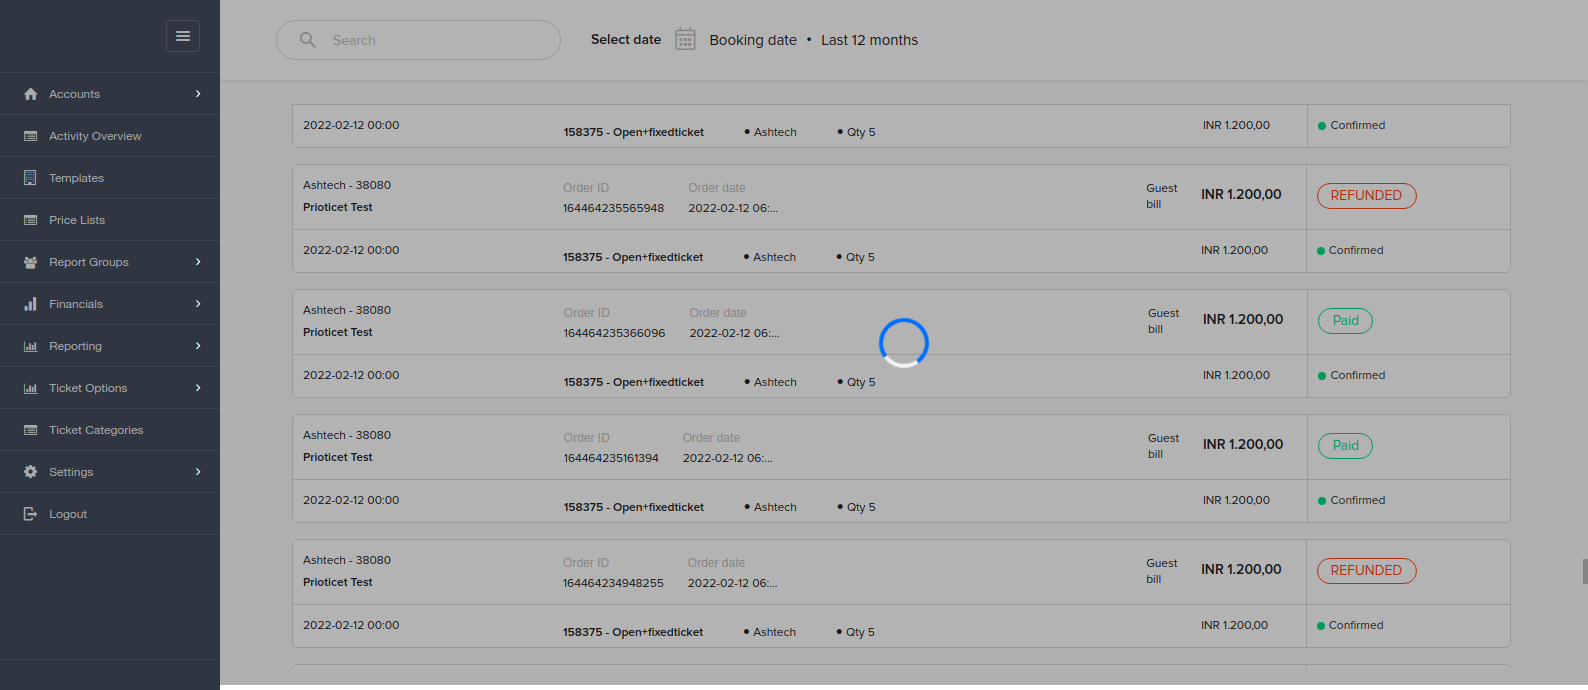 Search
Select date Booking date • Last 12 months
Accounts
Activity Overview
Templates
Price Lists
Report Groups
Financials
Reporting
Ticket Options
Ticket Categories
Settings
Logout
2022-02-12 00:00 158375 - Open+fixedticket • Ashtech • Qty 5 INR 1.200,00 Confirmed
Ashtech - 38080 Order ID Order date Guest bill INR 1.200,00 REFUNDED
Prioticet Test 164464235565948 2022-02-12 06:...
2022-02-12 00:00 158375 - Open+fixedticket • Ashtech • Qty 5 INR 1.200,00 Confirmed
Ashtech - 38080 Order ID Order date Guest bill INR 1.200,00 Paid
Prioticet Test 164464235366096 2022-02-12 06:...
2022-02-12 00:00 158375 - Open+fixedticket • Ashtech • Qty 5 INR 1.200,00 Confirmed
Ashtech - 38080 Order ID Order date Guest bill INR 1.200,00 Paid
Prioticet Test 164464235161394 2022-02-12 06:...
2022-02-12 00:00 158375 - Open+fixedticket • Ashtech • Qty 5 INR 1.200,00 Confirmed
Ashtech - 38080 Order ID Order date Guest bill INR 1.200,00 REFUNDED
Prioticet Test 164464234948255 2022-02-12 06:...
2022-02-12 00:00 158375 - Open+fixedticket • Ashtech • Qty 5 INR 1.200,00 Confirmed